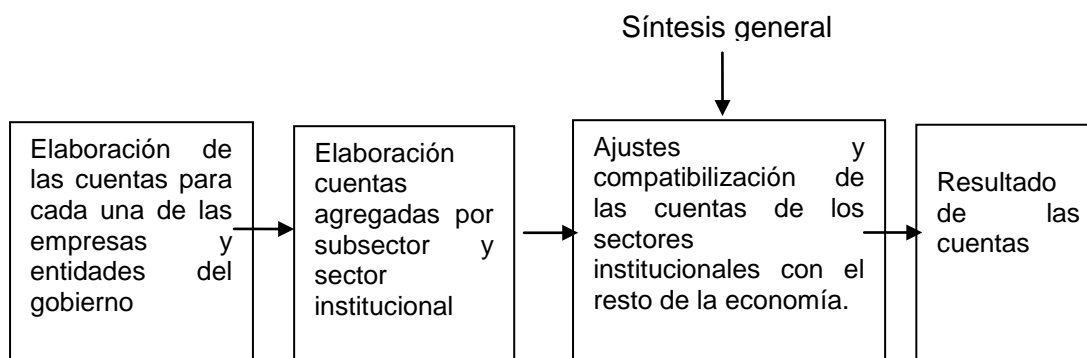 Síntesis general
Elaboración de
las cuentas para
cada una de las
empresas y
entidades del
gobierno
Elaboración
cuentas
agregadas por
subsector y
sector
institucional
Ajustes y
compatibilización de
las cuentas de los
sectores
institucionales con el
resto de la economía.
Resultado
de las
cuentas